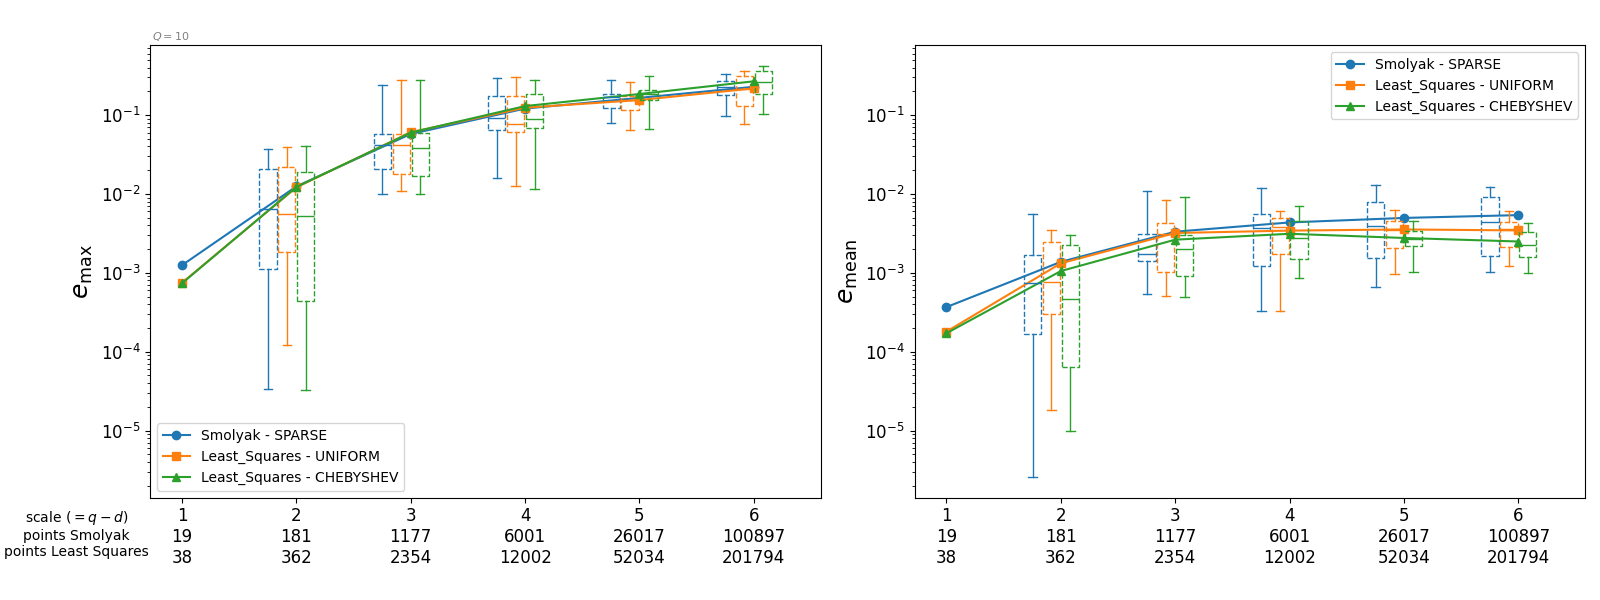 Q = 10
10⁻¹
10⁻²
10⁻³
10⁻⁴
10⁻⁵
e_max
Smolyak - SPARSE
Least_Squares - UNIFORM
Least_Squares - CHEBYSHEV
scale (= q − d) 1 2 3 4 5 6
points Smolyak 19 181 1177 6001 26017 100897
points Least Squares 38 362 2354 12002 52034 201794
Smolyak - SPARSE
Least_Squares - UNIFORM
Least_Squares - CHEBYSHEV
10⁻¹
10⁻²
10⁻³
10⁻⁴
10⁻⁵
e_mean
1 2 3 4 5 6
19 181 1177 6001 26017 100897
38 362 2354 12002 52034 201794